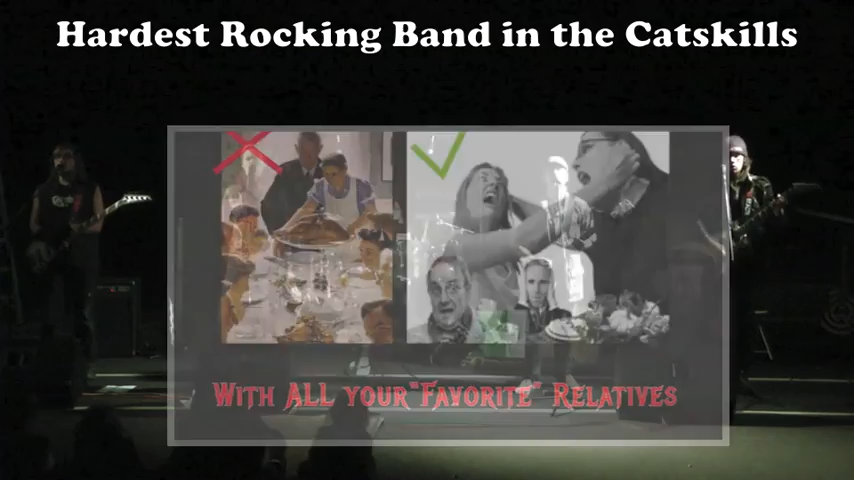 Hardest Rocking Band in the Catskills
With All your "Favorite" Relatives